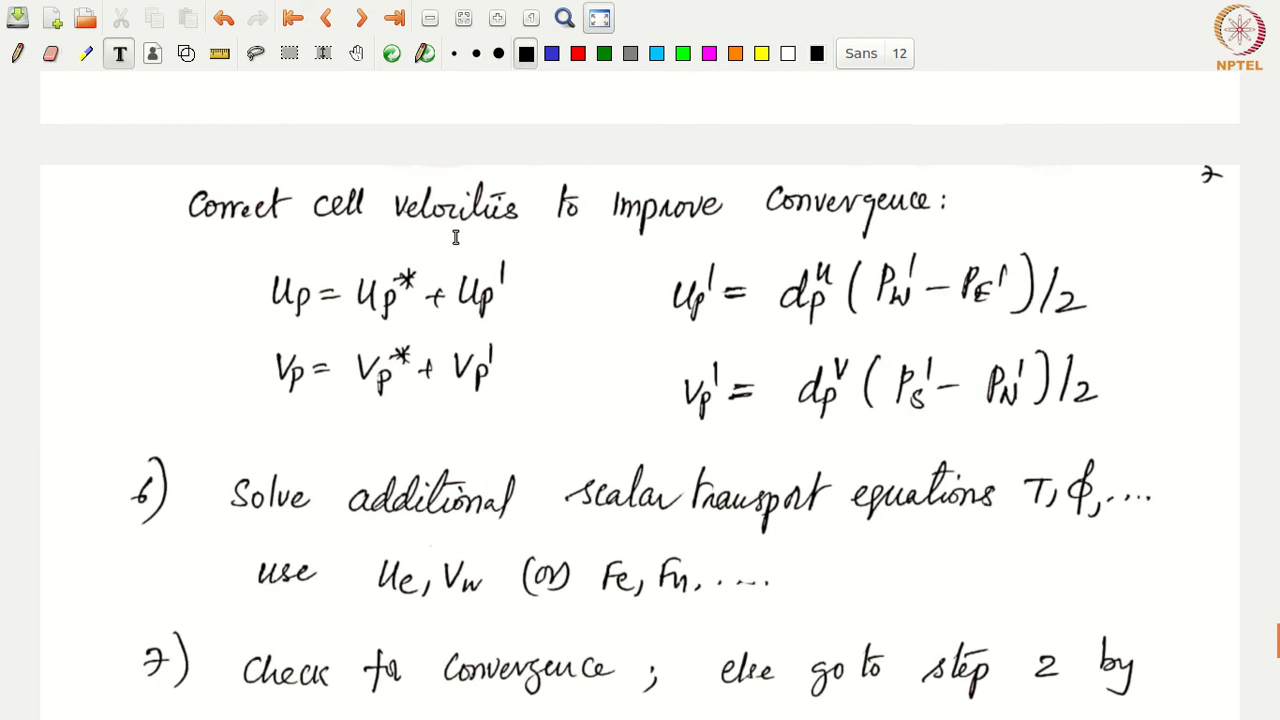 Sans 12
NPTEL
7
Correct cell velocities to improve convergence:
up = up* + up' up' = dp^u (Pw' - PE')/2
vp = vp* + vp' vp' = dp^v (Ps' - PN')/2
6) Solve additional scalar transport equations T, ϕ, ....
use ue, vw (or) Fe, Fn, ....
7) Check for convergence ; else go to step 2 by